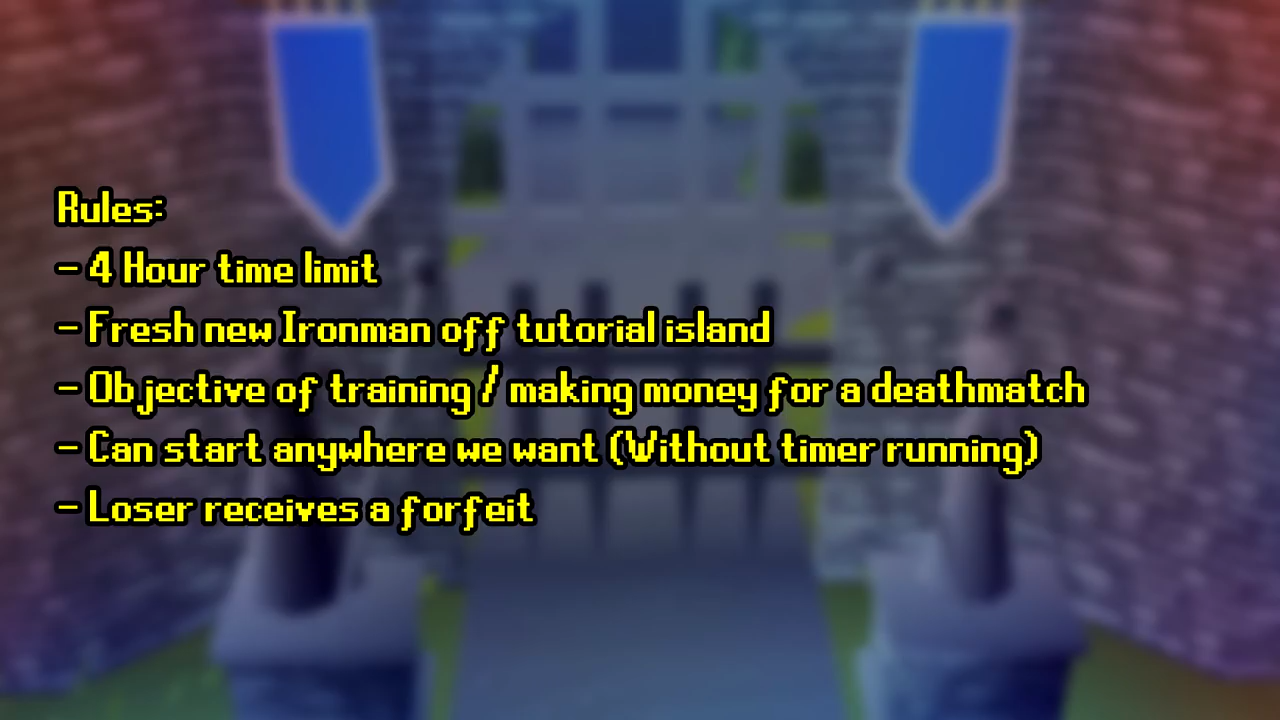 Rules:
- 4 Hour time limit
- Fresh new Ironman off tutorial island
- Objective of training / making money for a deathmatch
- Can start anywhere we want (Without timer running)
- Loser receives a forfeit